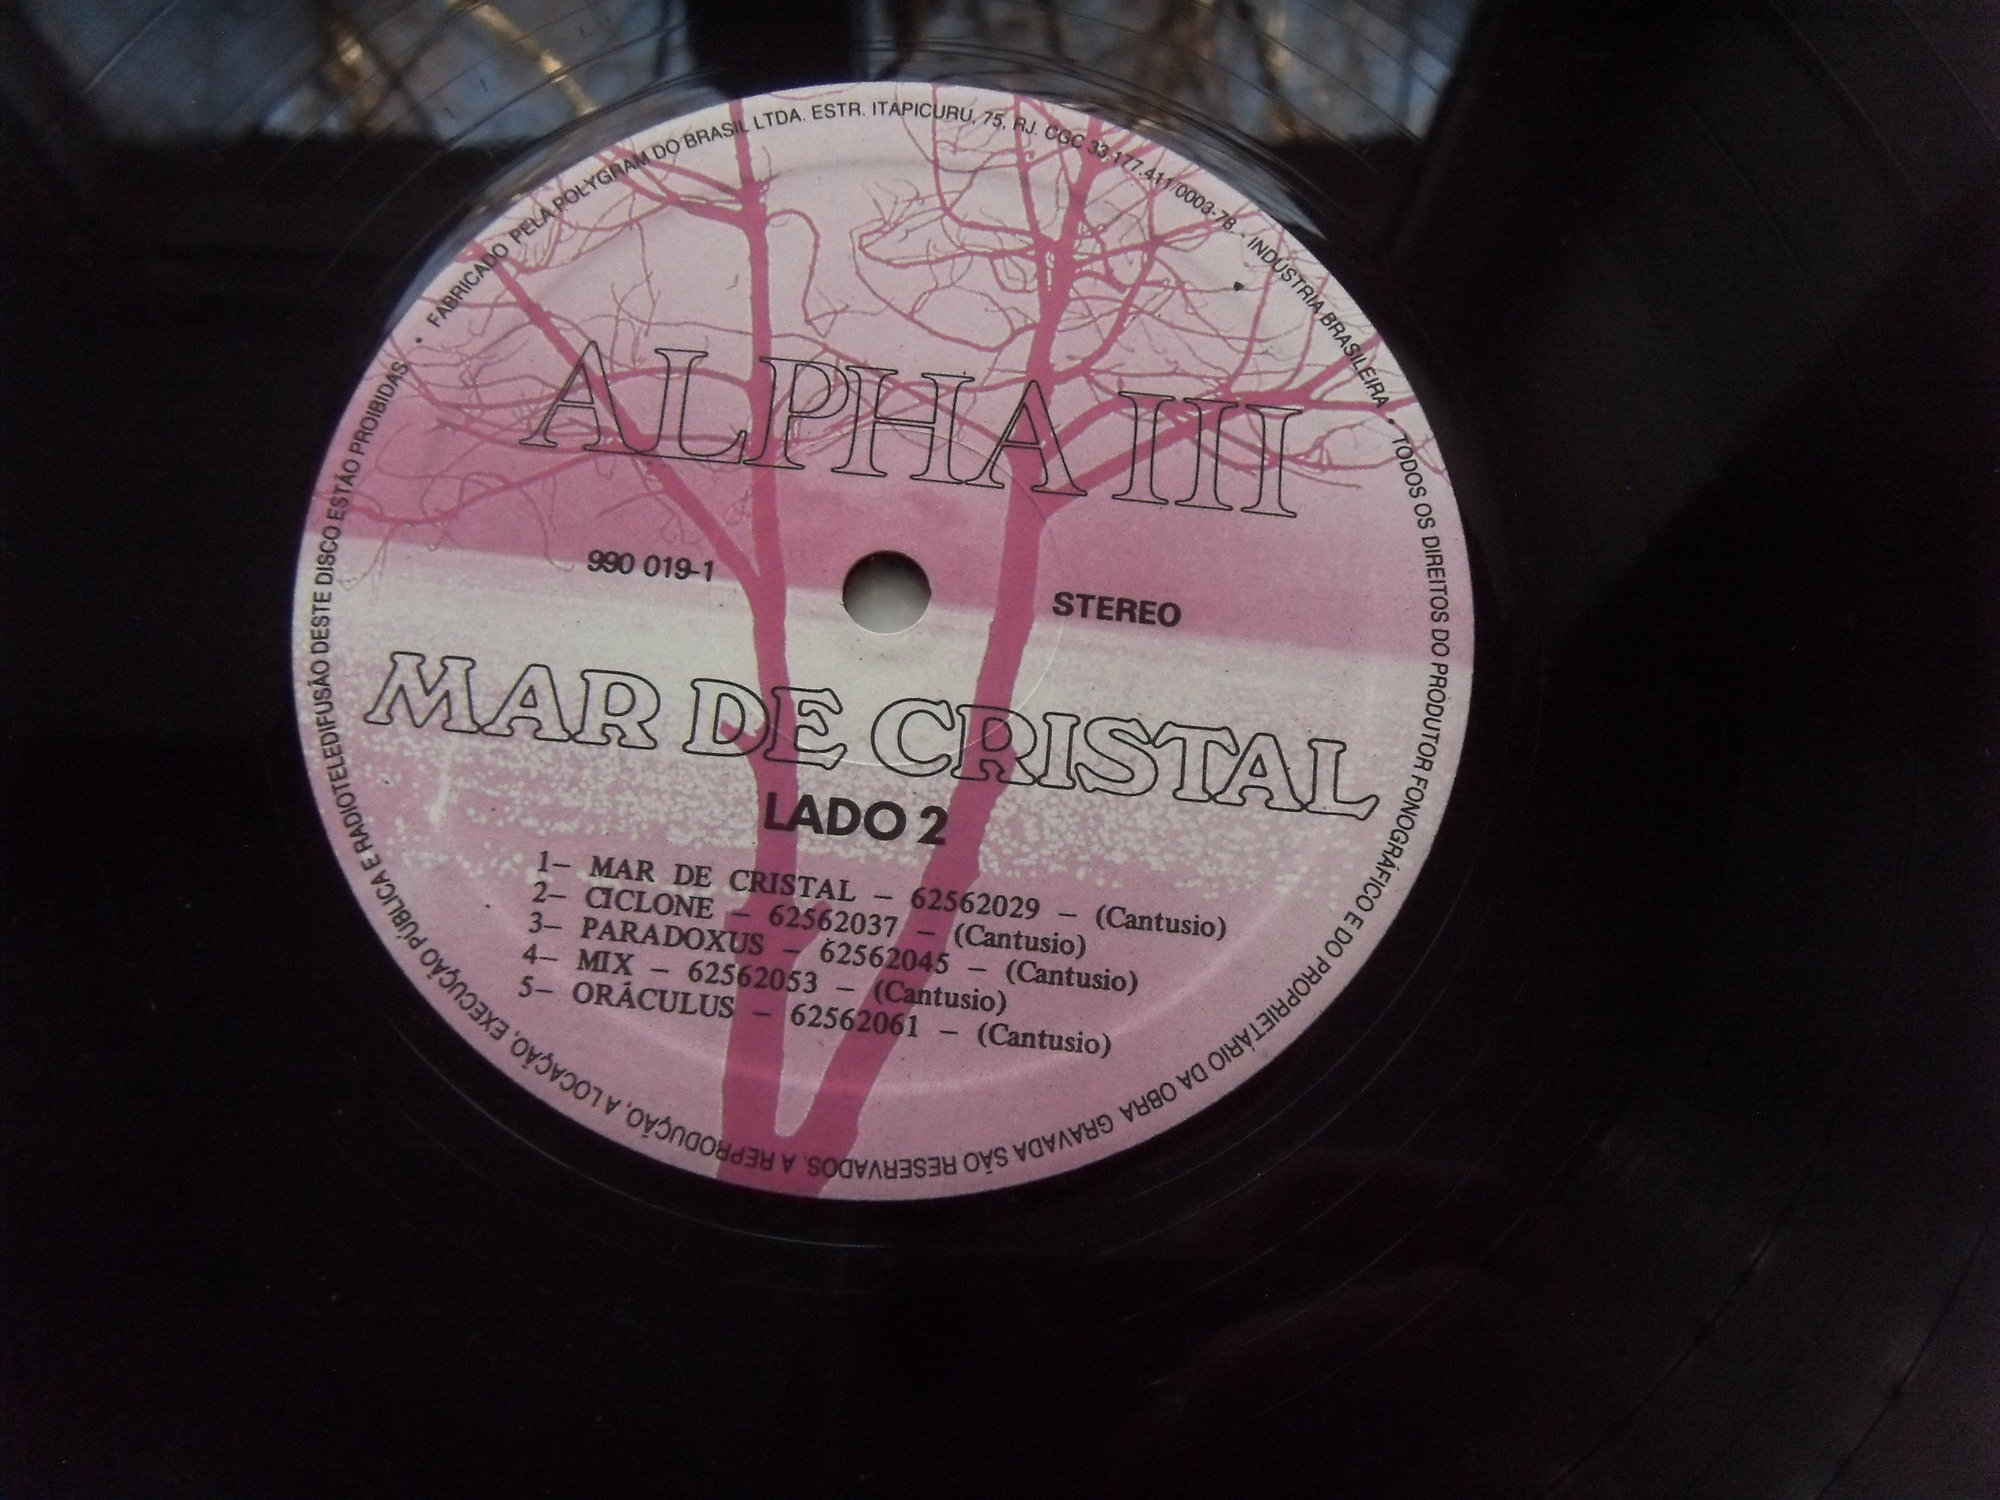 FABRICADO PELA POLYGRAM DO BRASIL LTDA. ESTR. ITAPICURU, 75, RJ. CGC 33.177.411/0003-78 - INDÚSTRIA BRASILEIRA • TODOS OS DIREITOS DO PRODUTOR FONOGRÁFICO E DO PROPRIETÁRIO DA OBRA GRAVADA SÃO RESERVADOS. A REPRODUÇÃO, A LOCAÇÃO, EXECUÇÃO PÚBLICA E RADIOTELEDIFUSÃO DESTE DISCO ESTÃO PROIBIDAS •
ALPHA III
990 019-1
STEREO
MAR DE CRISTAL
LADO 2
1– MAR DE CRISTAL – 62562029 – (Cantusio)
2– CICLONE – 62562037 – (Cantusio)
3– PARADOXUS – 62562045 – (Cantusio)
4– MIX – 62562053 – (Cantusio)
5– ORÁCULUS – 62562061 – (Cantusio)